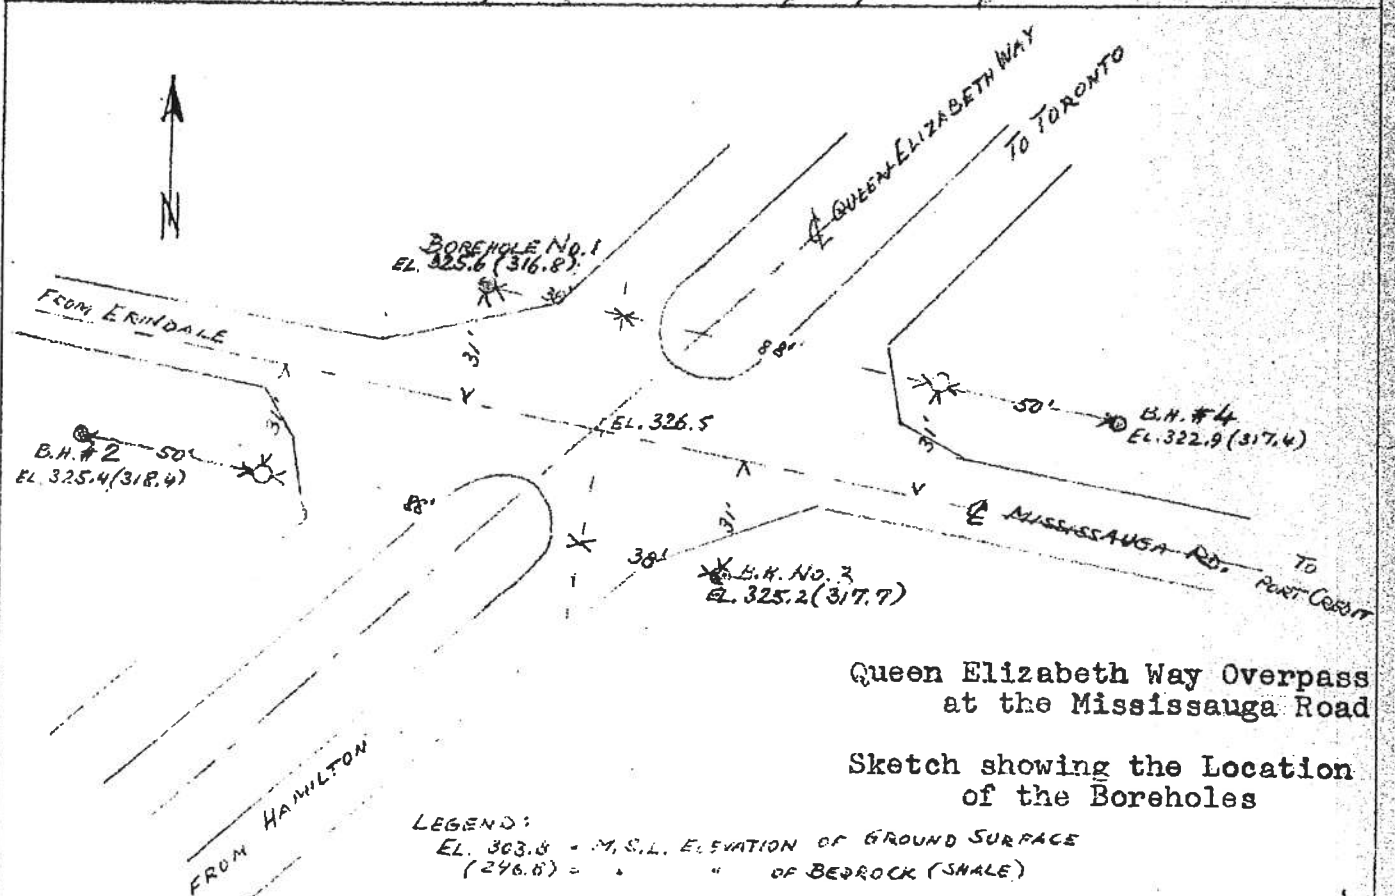 N
℄ QUEEN ELIZABETH WAY
TO TORONTO
BOREHOLE No. 1
EL. 325.6 (316.8)
FROM ERINDALE
31'
88'
31'
EL. 326.5
50'
B.H. #4
EL. 322.9 (317.4)
31'
B.H. #2
50'
EL. 325.4 (318.4)
88'
31'
38'
℄ MISSISSAUGA RD.
TO
PORT CREDIT
B.H. No. 3
EL. 325.2 (317.7)
Queen Elizabeth Way Overpass
at the Mississauga Road
Sketch showing the Location
of the Boreholes
FROM HAMILTON
LEGEND:
EL. 303.8 = M.S.L. ELEVATION OF GROUND SURFACE
(246.8) = " " OF BEDROCK (SHALE)